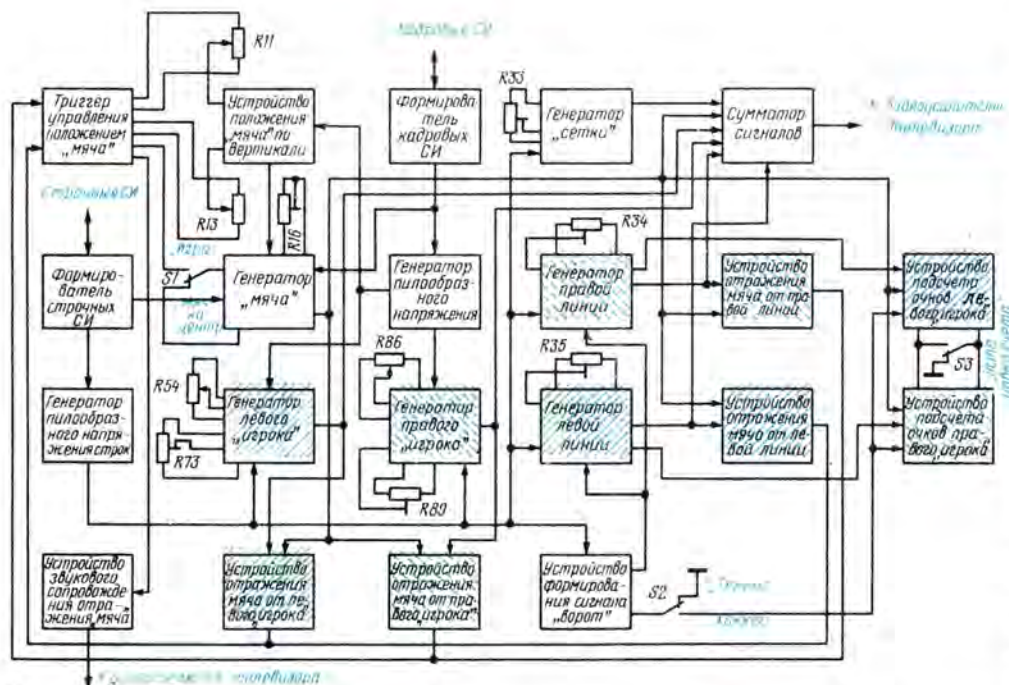 R11
Кадровые СИ
R33
Триггер
управления
положением
„мяча"
Устройство
положения
„мяча" по
вертикали
Формирова-
тель
кадровых
СИ
Генератор
„сетки"
Сумматор
сигналов
Строчные СИ
R13
R16
R34
S1
Формиро-
ватель
строчных
СИ
Генератор
„мяча"
Генератор
пилообраз-
ного
напряжения
Генератор
правой
линии
Устройство
отражения
мяча от пра-
вой линии
Устройство
подсчета
очков ле-
вого „игрока"
R86
R35
S3
R54
Генератор
пилообраз-
ного напря-
жения строк
Генератор
левого
„игрока"
Генератор
правого
„игрока"
Генератор
левой
линии
Устройство
отражения
мяча от ле-
вой линии
Устройство
подсчета
очков пра-
вого „игрока"
R73
R89
Устройство
звукового
сопровожде-
ния отра-
жения „мяча"
Устройство
отражения
мяча от ле-
вого „игрока"
Устройство
отражения
мяча от пра-
вого „игрока"
Устройство
формирова-
ния сигнала
„ворот"
S2
телевизора